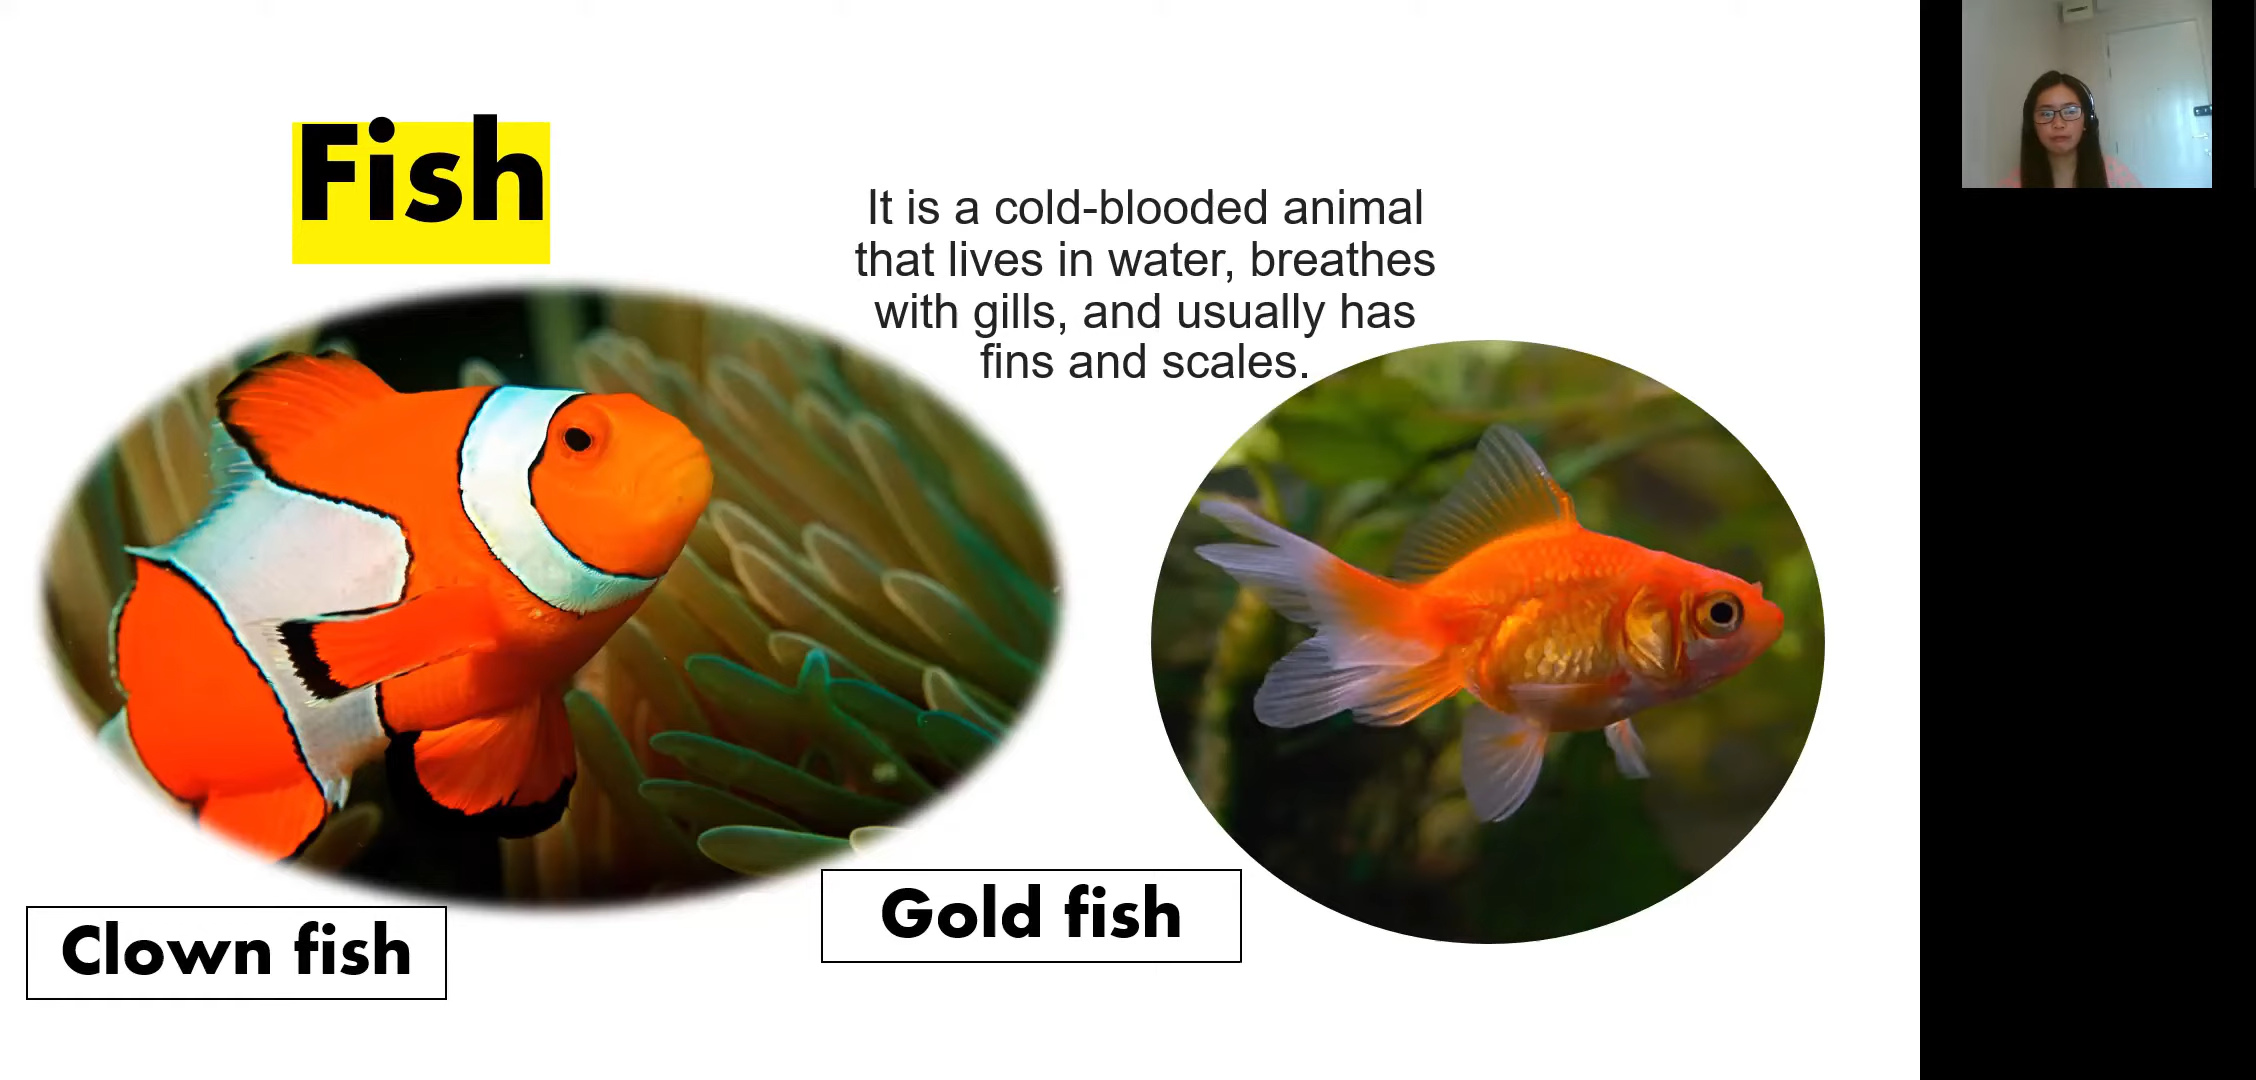 Fish
It is a cold-blooded animal
that lives in water, breathes
with gills, and usually has
fins and scales.
Gold fish
Clown fish